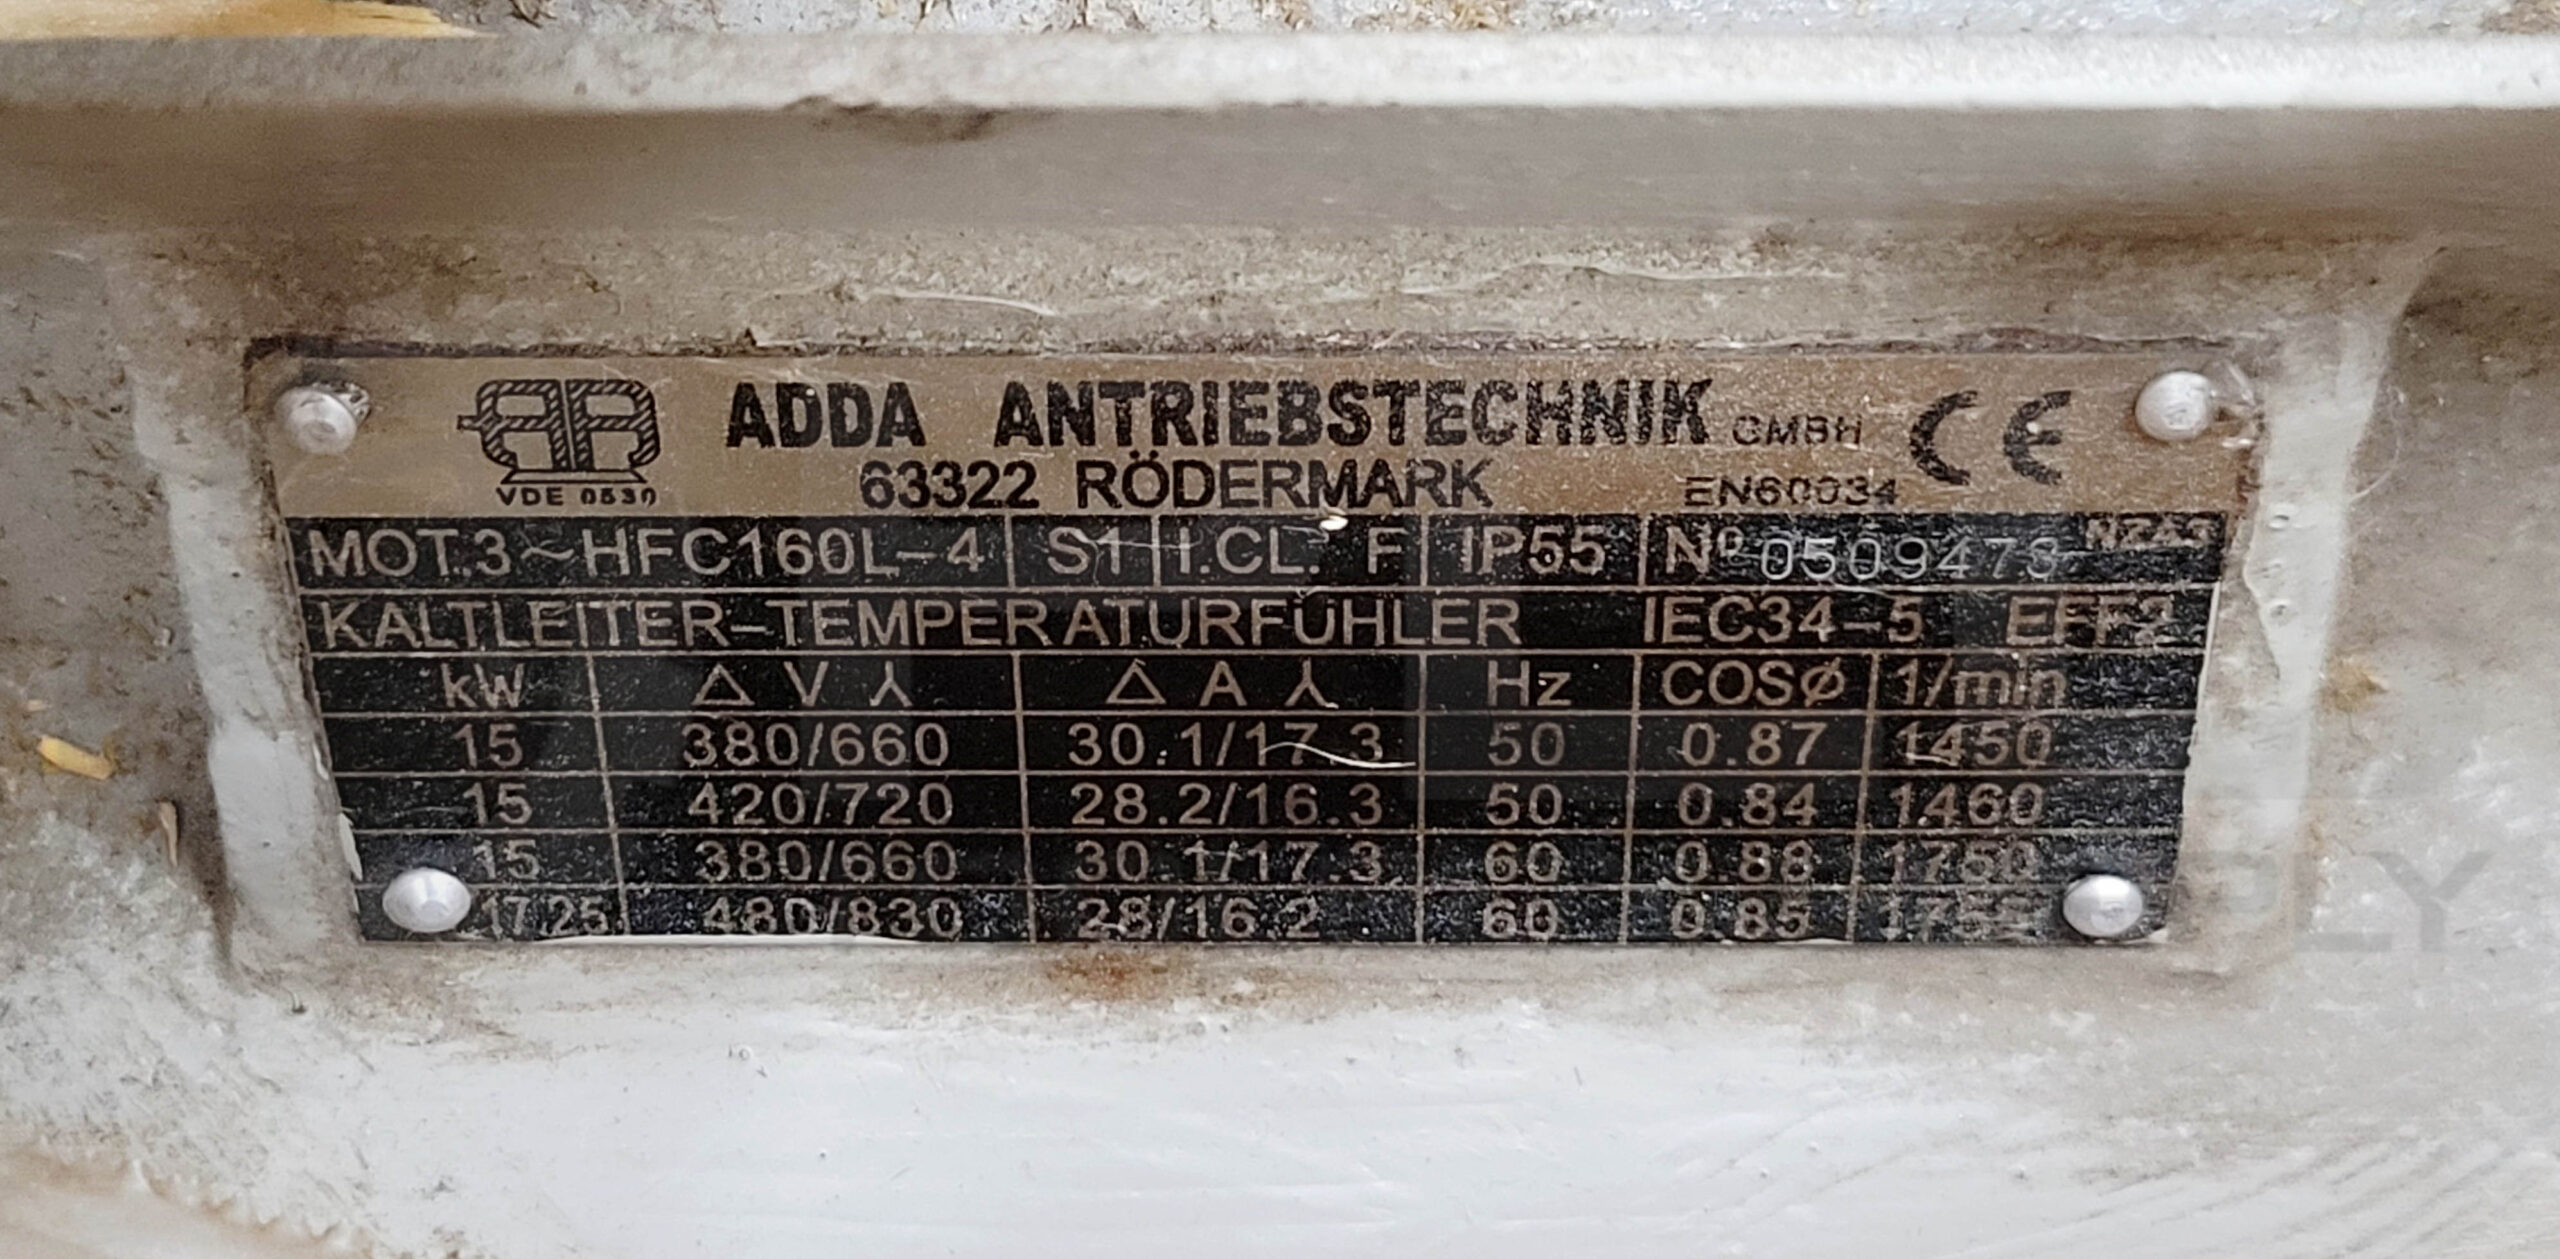 ADDA ANTRIEBSTECHNIK GMBH CE
VDE 0530 63322 RÖDERMARK EN60034
MOT.3~HFC160L-4 S1 I.CL. F IP55 Nº 0509473
KALTLEITER-TEMPERATURFÜHLER IEC34-5 EFF2
kW △ V ⅄ △ A ⅄ Hz COSØ 1/min
15 380/660 30.1/17.3 50 0.87 1450
15 420/720 28.2/16.3 50 0.84 1460
15 380/660 30.1/17.3 60 0.88 1750
17.25 480/830 28/16.2 60 0.85